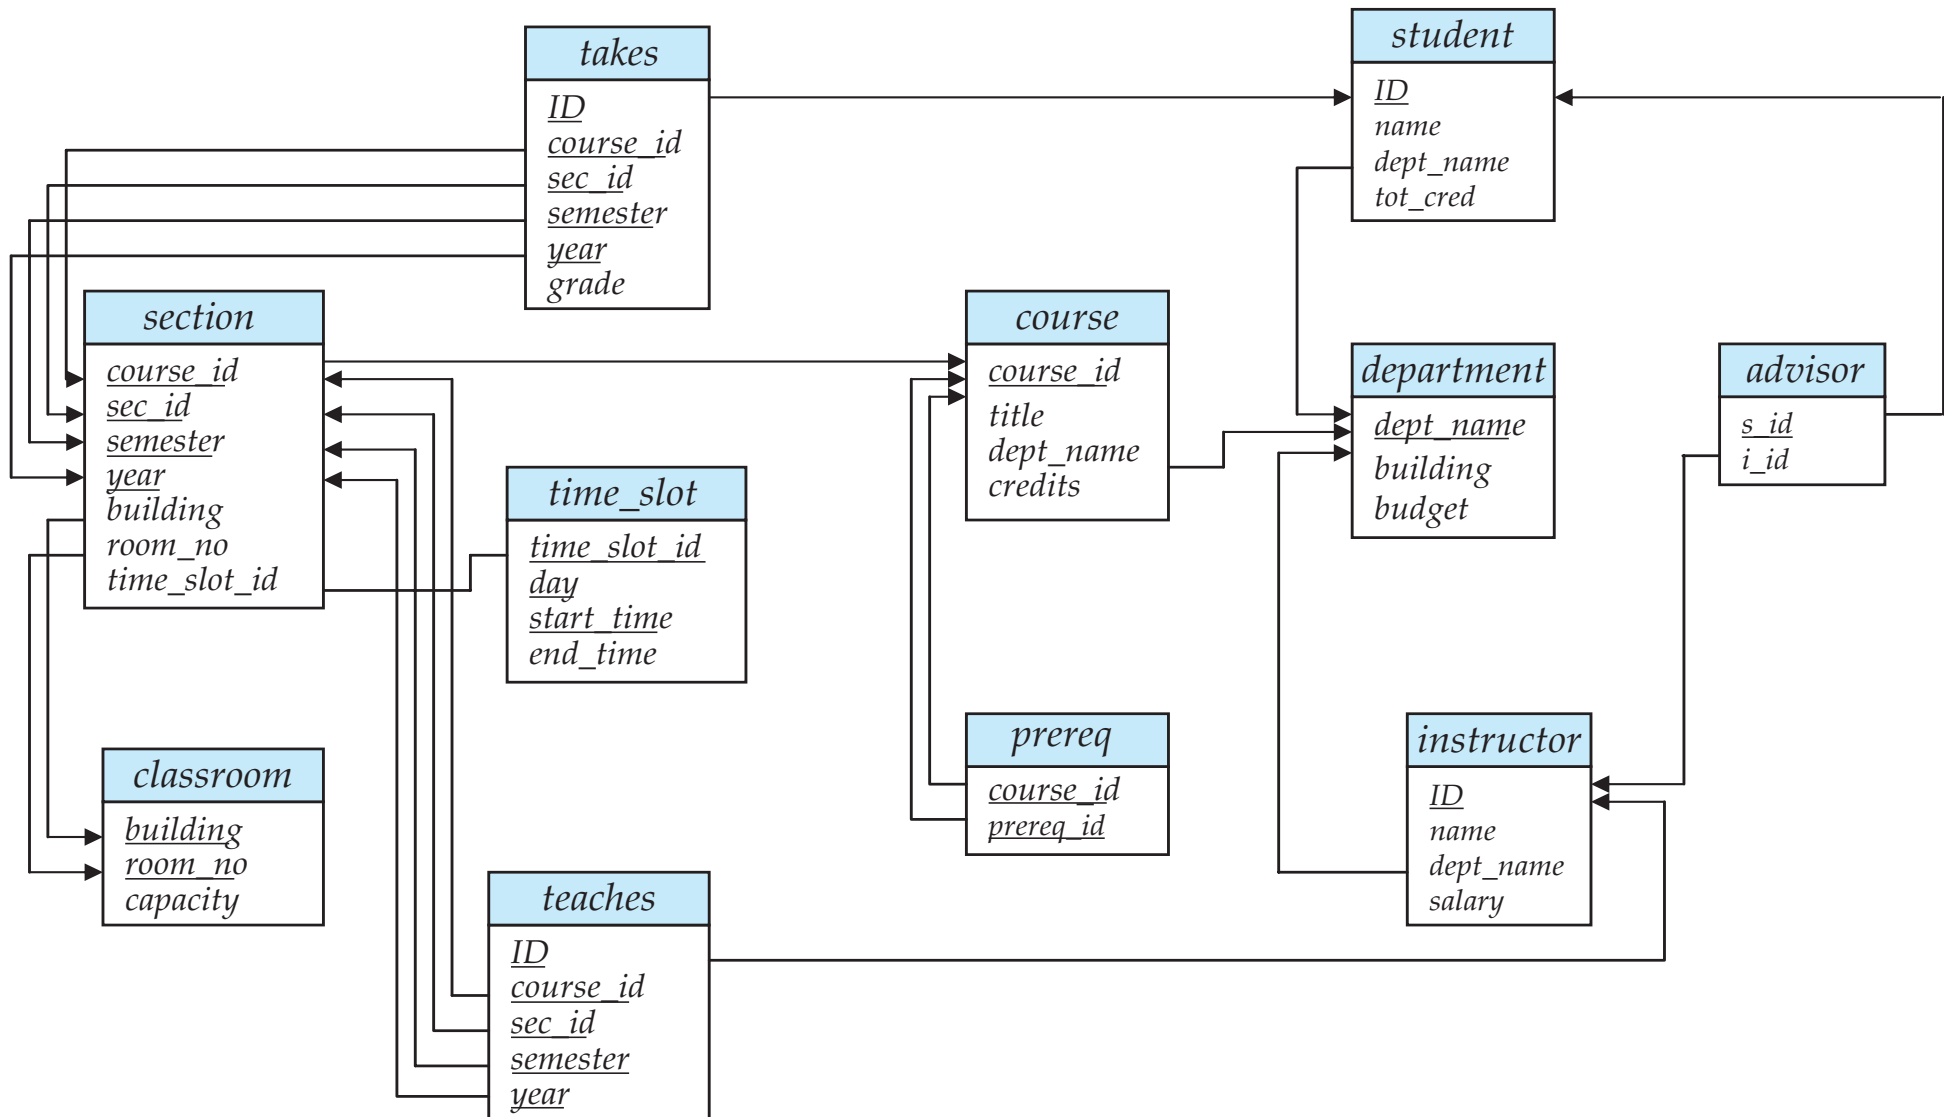 takes
ID
course_id
sec_id
semester
year
grade
student
ID
name
dept_name
tot_cred
section
course_id
sec_id
semester
year
building
room_no
time_slot_id
course
course_id
title
dept_name
credits
department
dept_name
building
budget
advisor
s_id
i_id
time_slot
time_slot_id
day
start_time
end_time
prereq
course_id
prereq_id
instructor
ID
name
dept_name
salary
classroom
building
room_no
capacity
teaches
ID
course_id
sec_id
semester
year